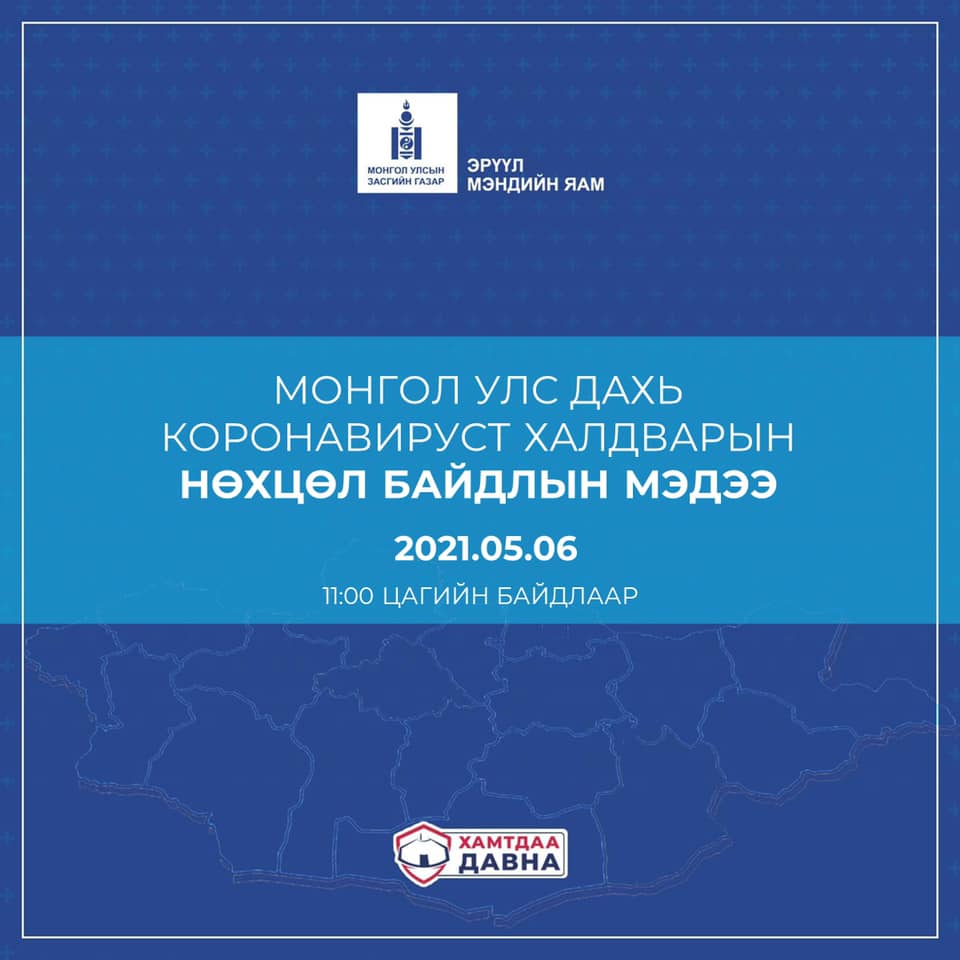 МОНГОЛ УЛСЫН
ЗАСГИЙН ГАЗАР
ЭРҮҮЛ
МЭНДИЙН ЯАМ
МОНГОЛ УЛС ДАХЬ
КОРОНАВИРУСТ ХАЛДВАРЫН
НӨХЦӨЛ БАЙДЛЫН МЭДЭЭ
2021.05.06
11:00 ЦАГИЙН БАЙДЛААР
ХАМТДАА
ДАВНА